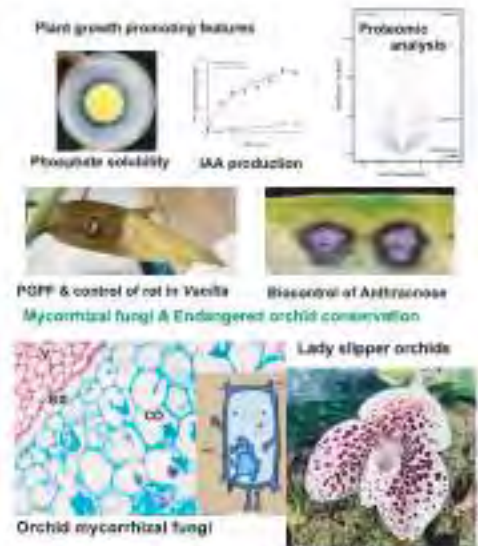 Plant growth promoting features
Proteomic
analysis
Phosphate solubility
IAA production
PGPF & control of rot in Vanilla
Biocontrol of Anthracnose
Mycorrhizal fungi & Endangered orchid conservation
Lady slipper orchids
V
CO
Orchid mycorrhizal fungi